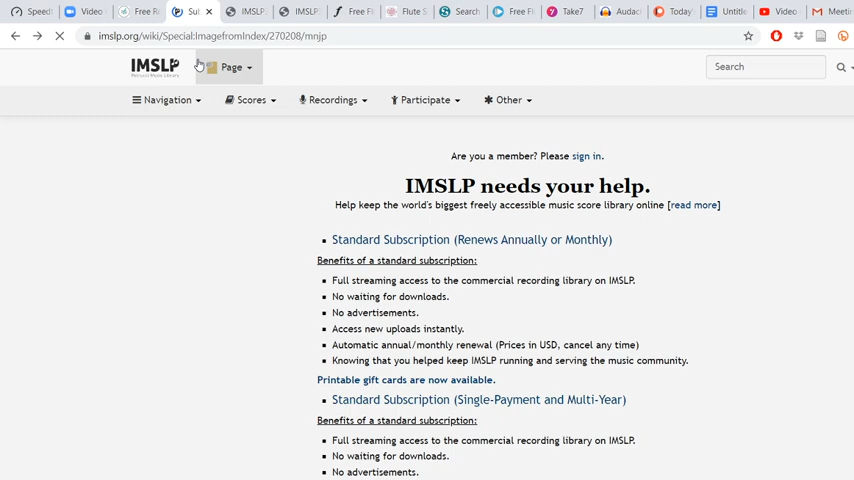 Speedt
Video
Free Re
Su
IMSLP:
IMSLP:
Free Fl
Flute S
Search
Free Fl
Take7
Audac
Today'
Untitle
Video
Gmail
imslp.org/wiki/Special:ImagefromIndex/270208/mnjp
IMSLP
Page
Search
Navigation
Scores
Recordings
Participate
Other
Are you a member? Please sign in.
IMSLP needs your help.
Help keep the world's biggest freely accessible music score library online [read more]
Standard Subscription (Renews Annually or Monthly)
Benefits of a standard subscription:
Full streaming access to the commercial recording library on IMSLP.
No waiting for downloads.
No advertisements.
Access new uploads instantly.
Automatic annual/monthly renewal (Prices in USD, cancel any time)
Knowing that you helped keep IMSLP running and serving the music community.
Printable gift cards are now available.
Standard Subscription (Single-Payment and Multi-Year)
Benefits of a standard subscription:
Full streaming access to the commercial recording library on IMSLP.
No waiting for downloads.
No advertisements.